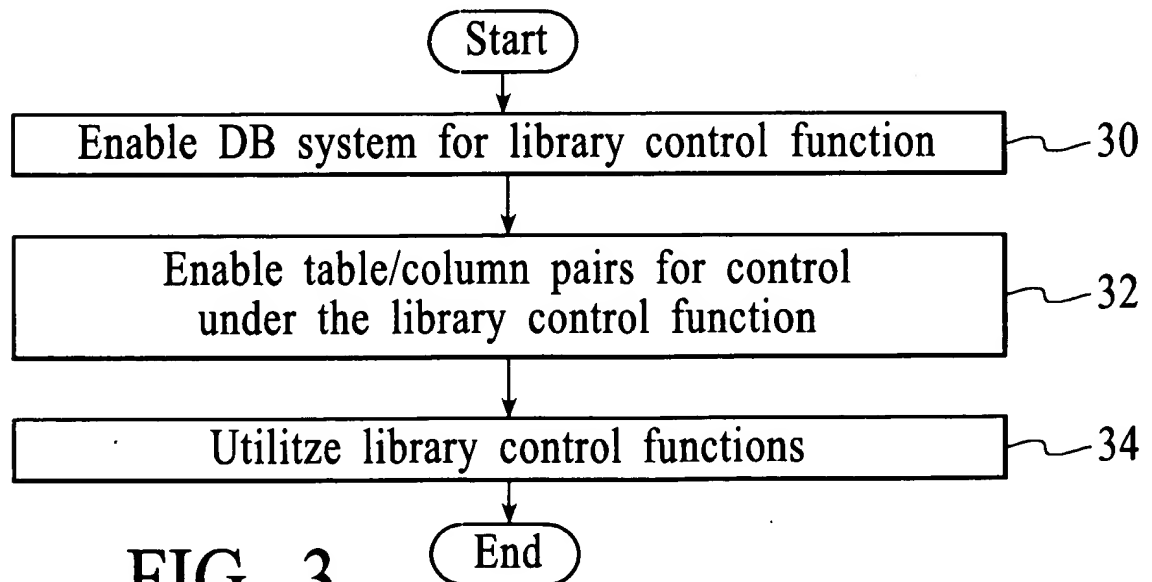 Start
Enable DB system for library control function
30
Enable table/column pairs for control
under the library control function
32
Utilitze library control functions
34
End
FIG. 3